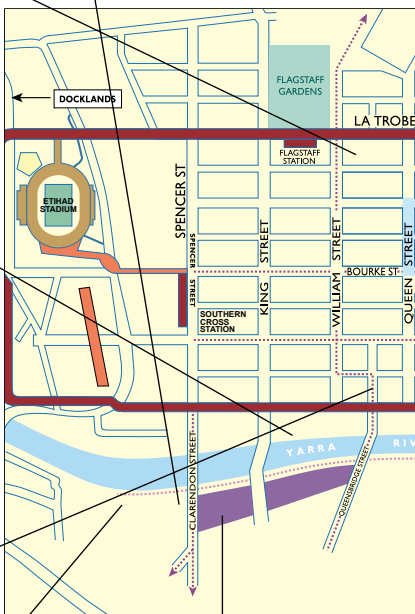 FLAGSTAFF
GARDENS
DOCKLANDS
LA TROBE
FLAGSTAFF
STATION
SPENCER ST
ETIHAD
STADIUM
SPENCER STREET
KING STREET
WILLIAM STREET
QUEEN STREET
BOURKE ST
SOUTHERN
CROSS
STATION
YARRA RIV
CLARENDON STREET
QUEENSBRIDGE STREET